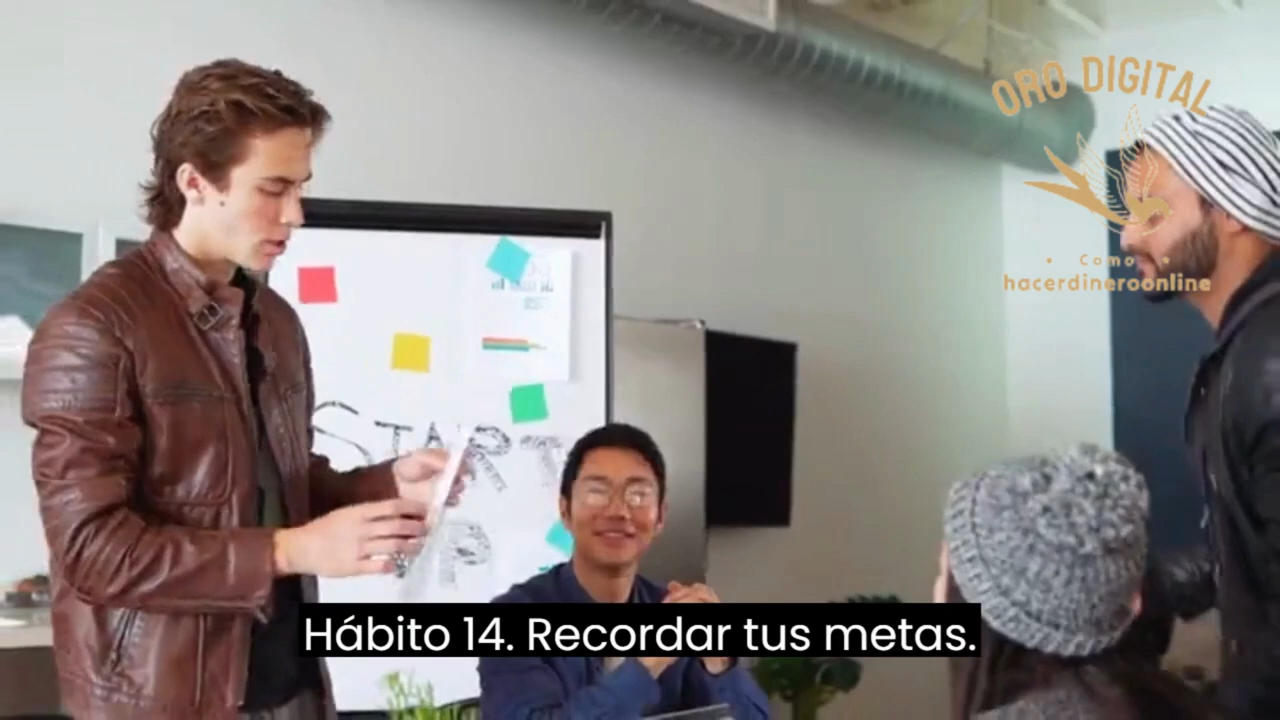 ORO DIGITAL
• Como •
hacerdineroonline
START
UP
Hábito 14. Recordar tus metas.